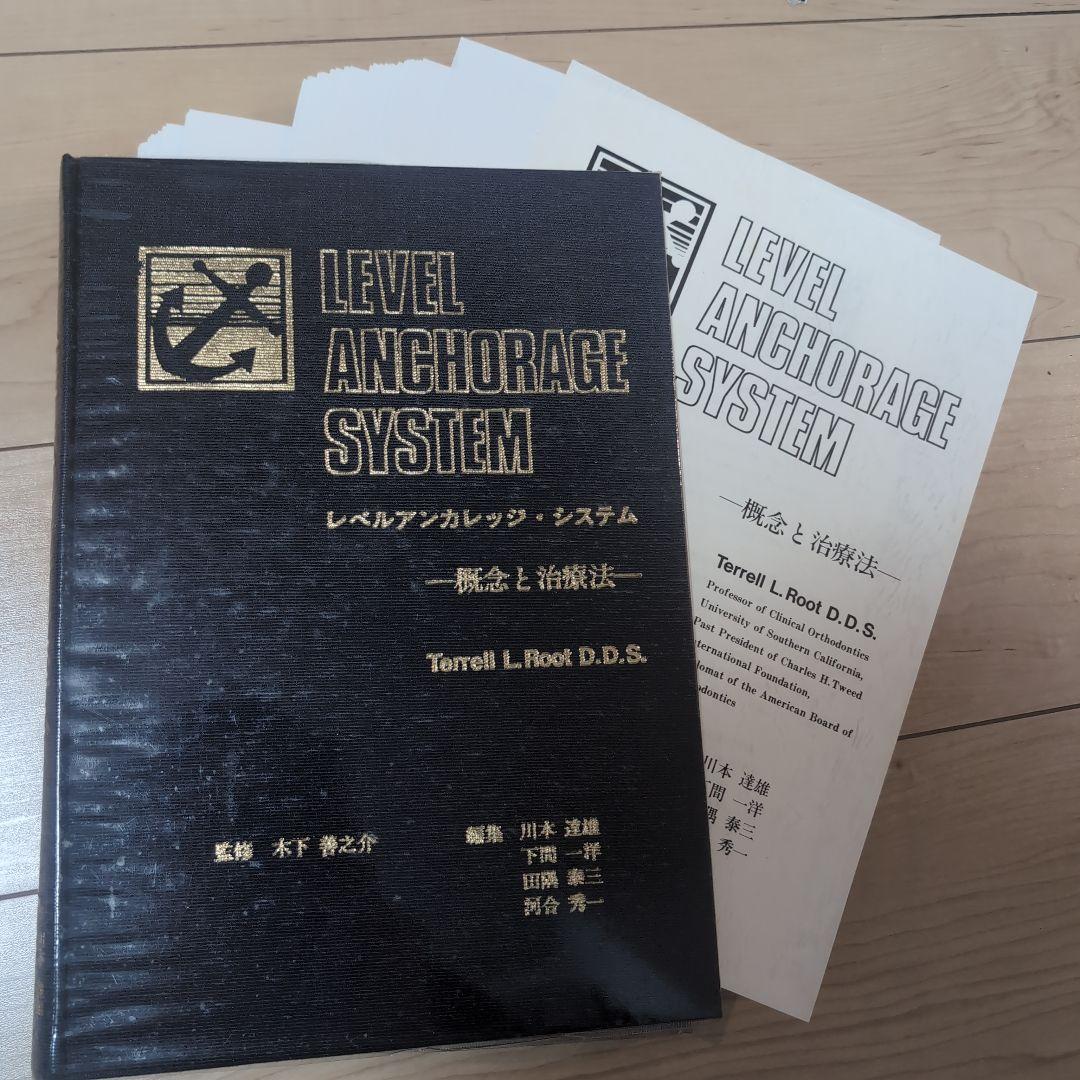 LEVEL
ANCHORAGE
SYSTEM
レベルアンカレッジ・システム
―概念と治療法―
Terrell L. Root D.D.S.
監修 木下 善之介
編集 川本 達雄
下間 一洋
田隅 泰三
河合 秀一
LEVEL
ANCHORAGE
SYSTEM
―概念と治療法―
Terrell L. Root D.D.S.
Professor of Clinical Orthodontics
University of Southern California,
Past President of Charles H. Tweed
ternational Foundation,
lomat of the American Board of
odontics
川本 達雄
下間 一洋
隅 泰三
秀一